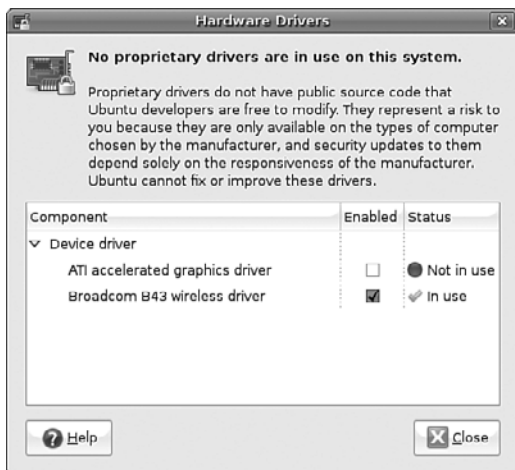 Hardware Drivers
No proprietary drivers are in use on this system.
Proprietary drivers do not have public source code that
Ubuntu developers are free to modify. They represent a risk to
you because they are only available on the types of computer
chosen by the manufacturer, and security updates to them
depend solely on the responsiveness of the manufacturer.
Ubuntu cannot fix or improve these drivers.
Component Enabled Status
Device driver
ATI accelerated graphics driver Not in use
Broadcom B43 wireless driver In use
Help Close